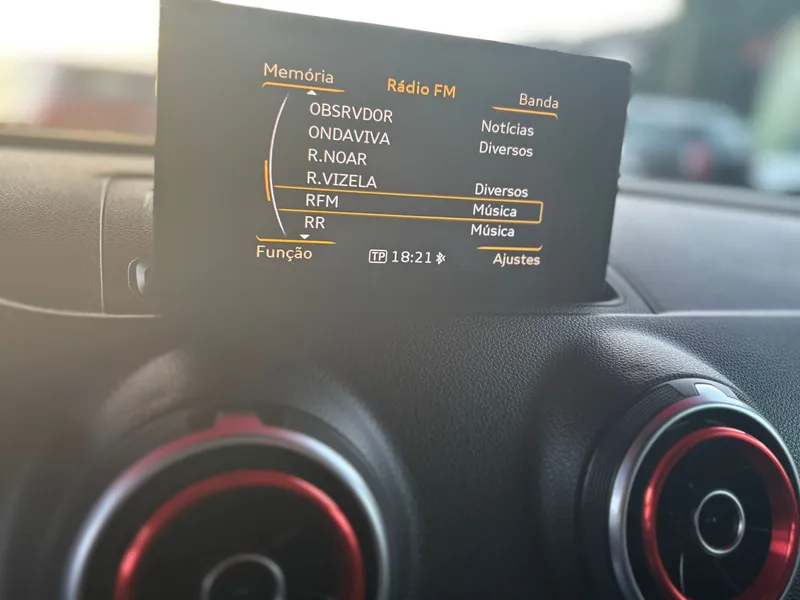 Memória Rádio FM Banda
OBSRVDOR Notícias
ONDAVIVA Diversos
R.NOAR
R.VIZELA Diversos
RFM Música
RR Música
Função TP 18:21 Ajustes